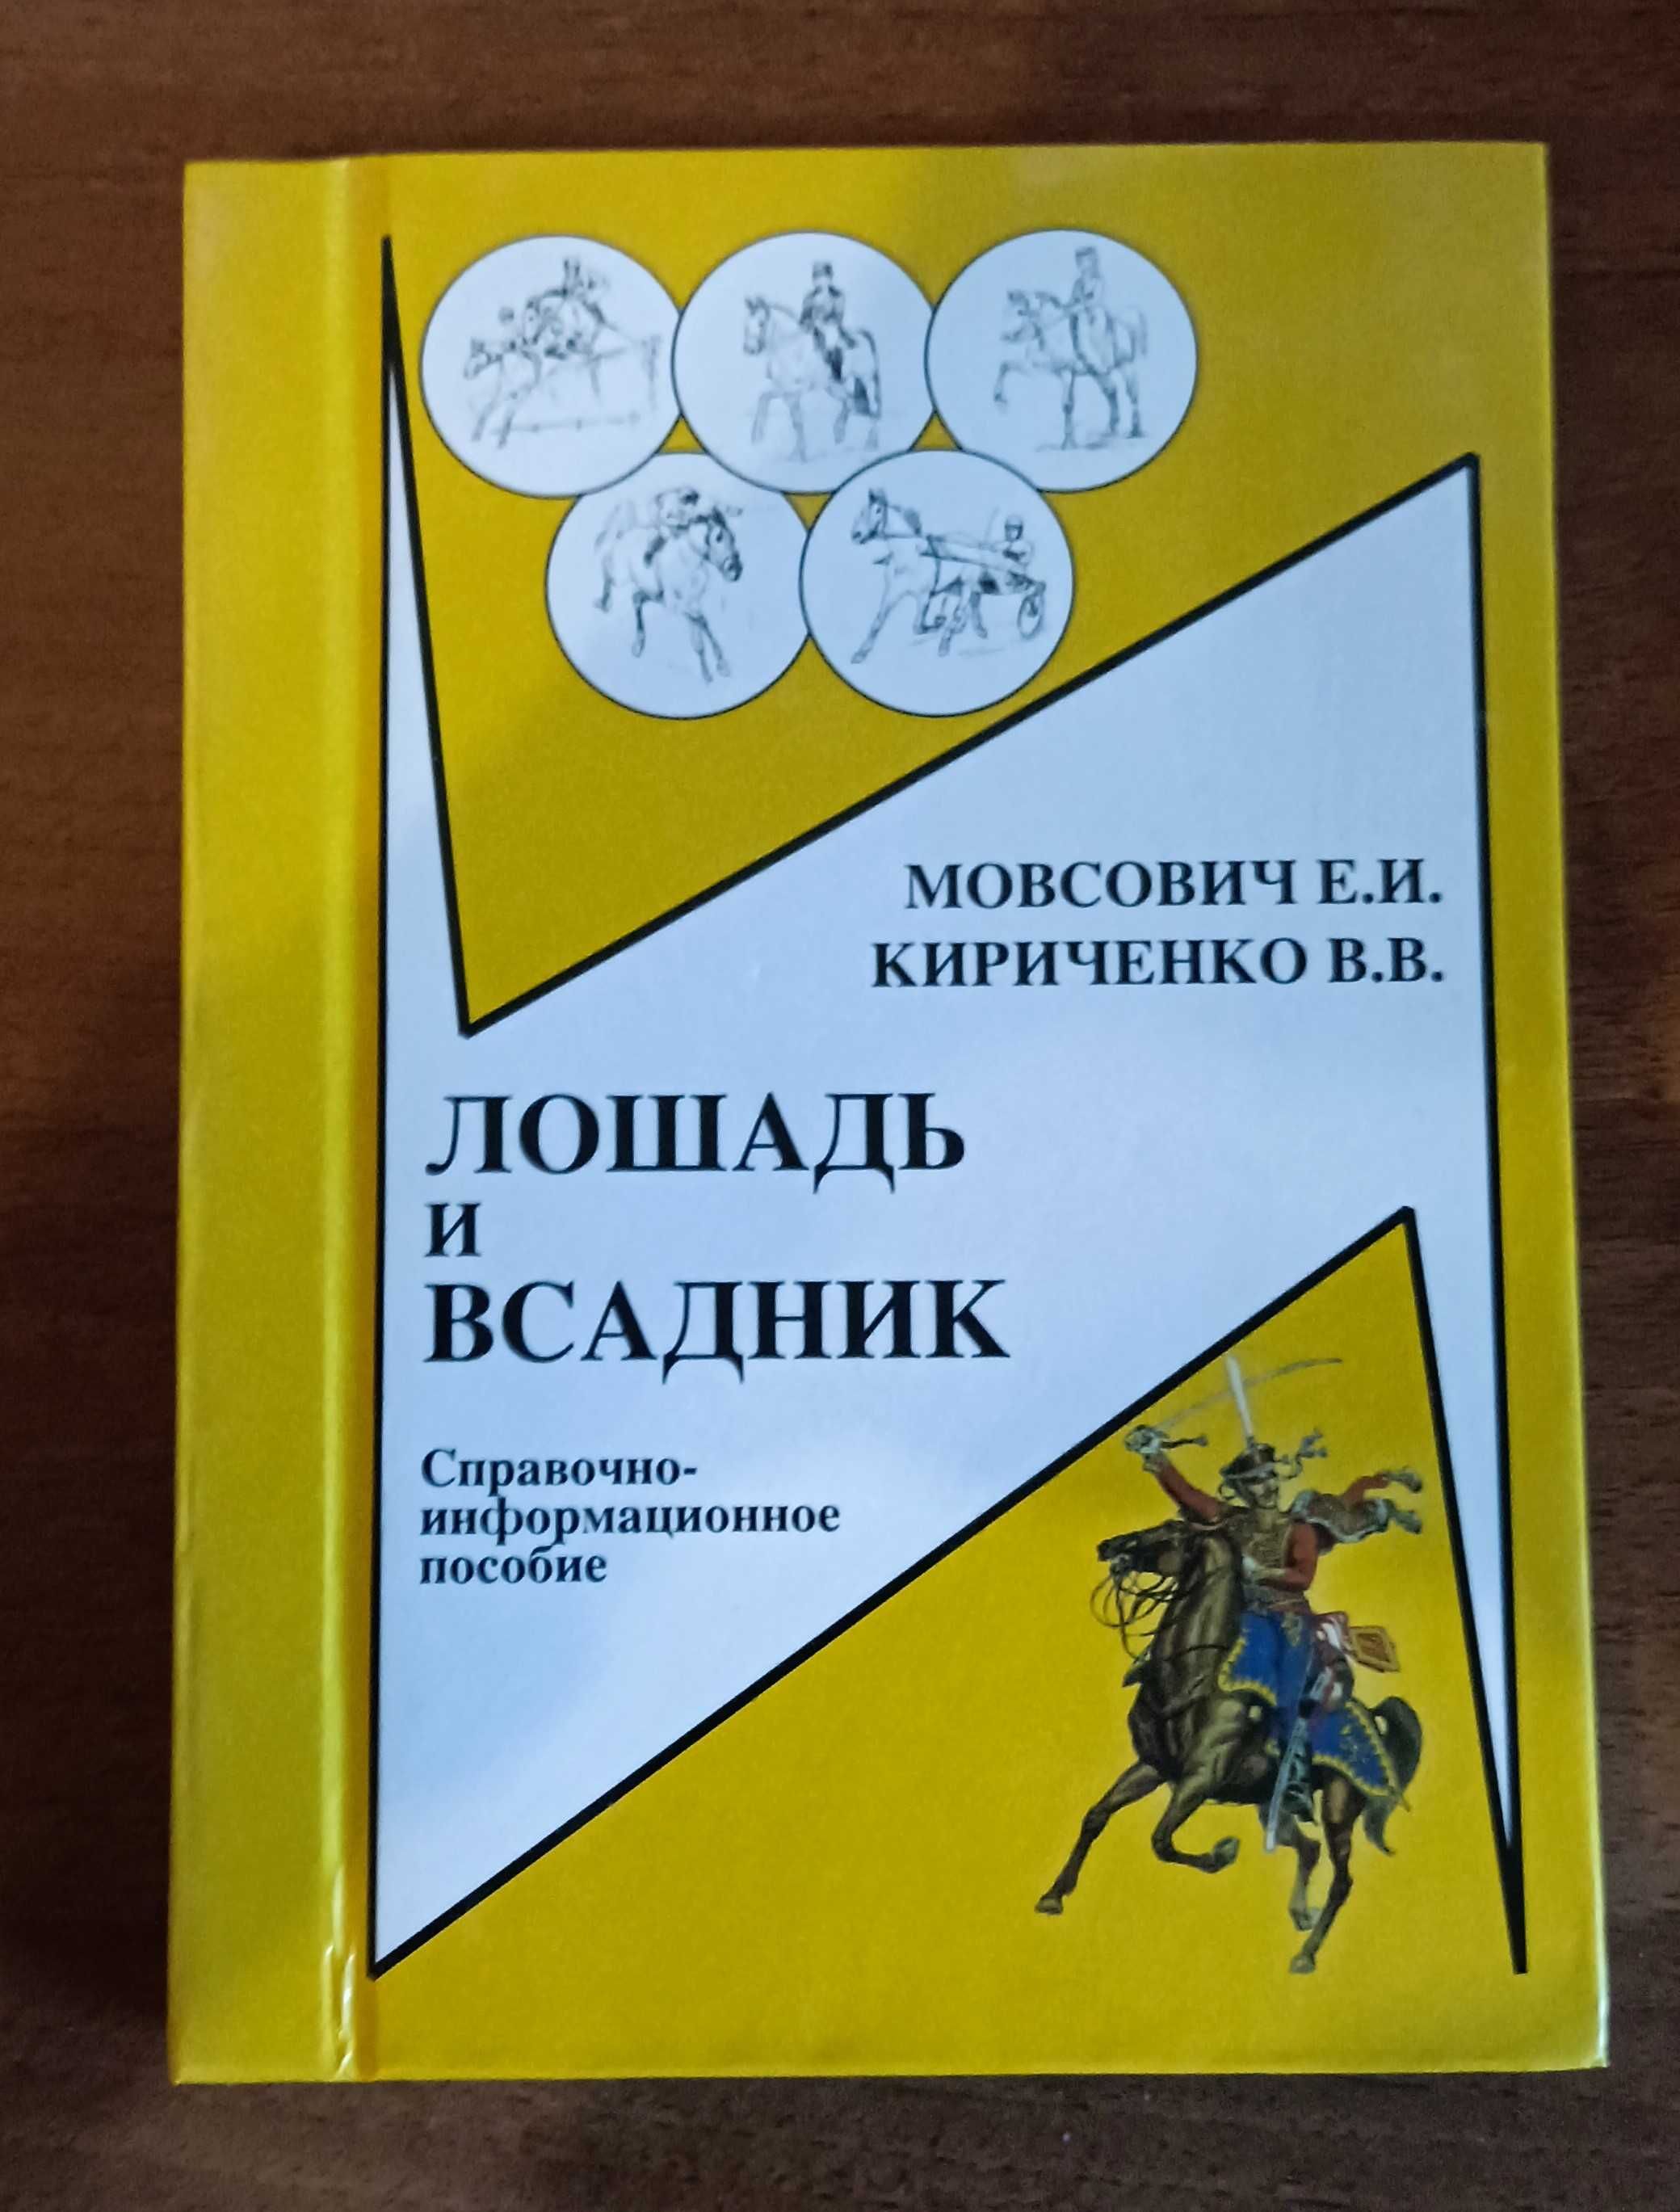 МОВСОВИЧ Е.И.
КИРИЧЕНКО В.В.
ЛОШАДЬ
И
ВСАДНИК
Справочно-
информационное
пособие